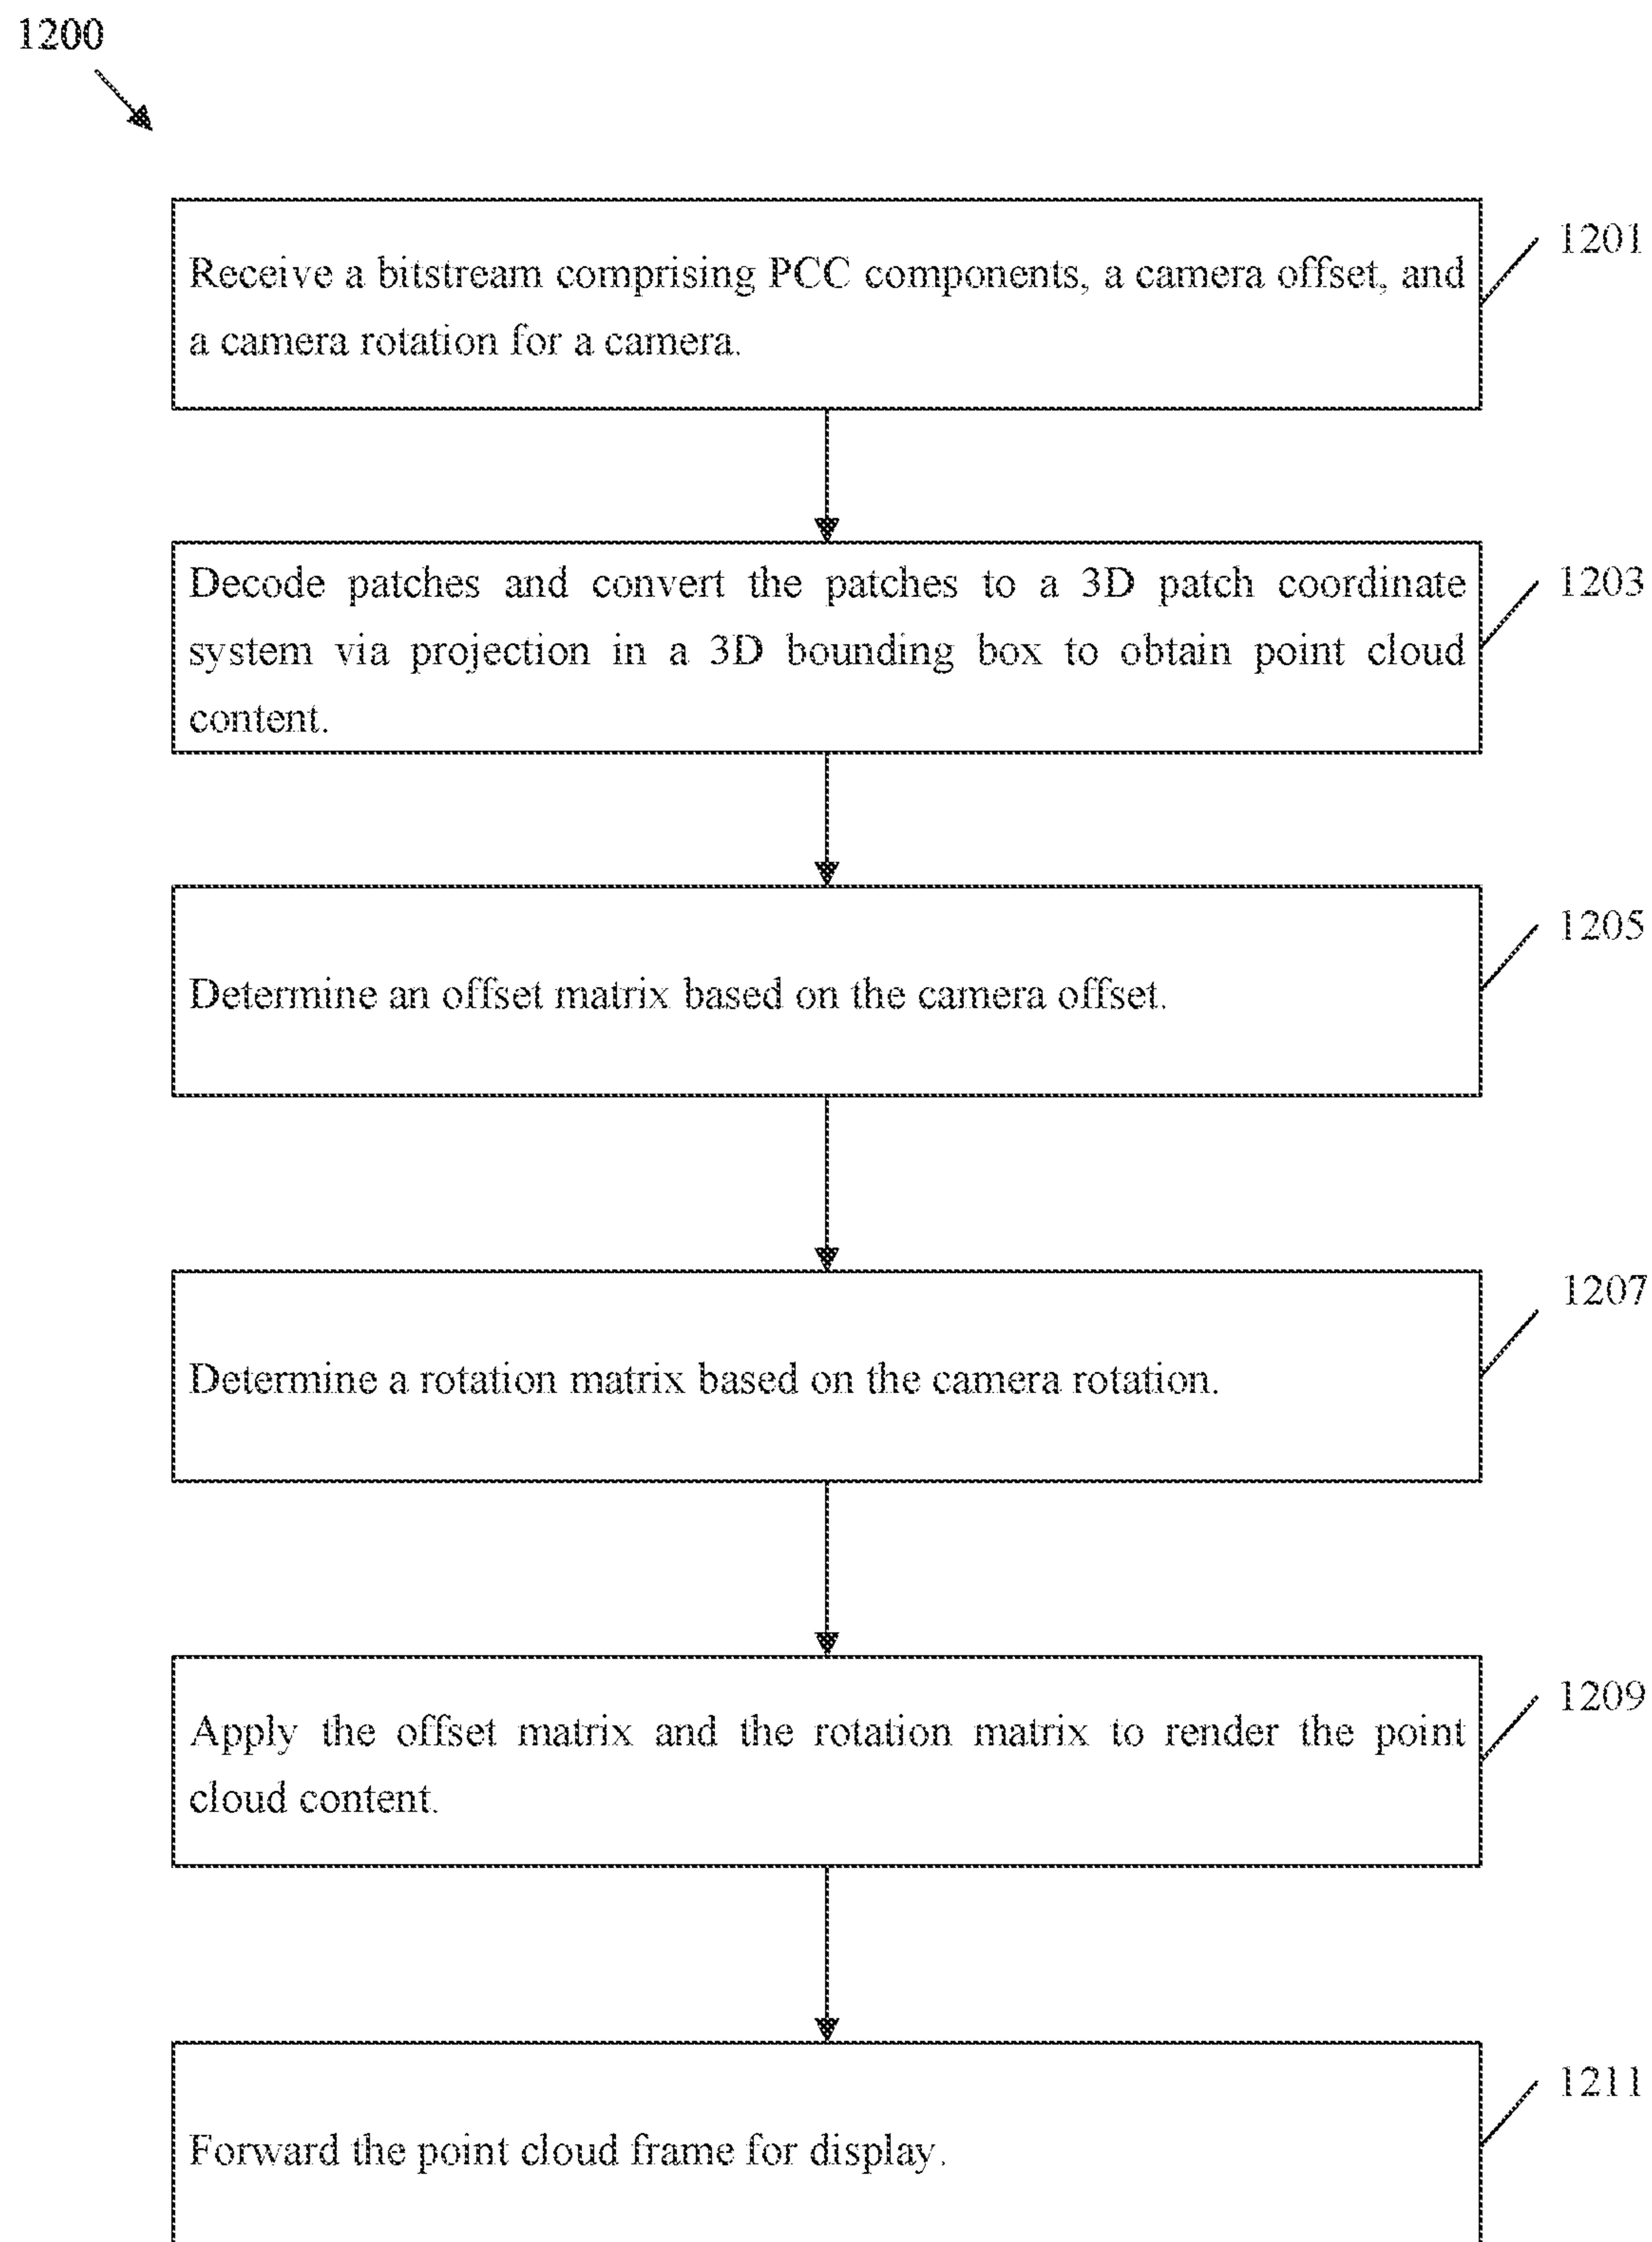 1200
1201
Receive a bitstream comprising PCC components, a camera offset, and
a camera rotation for a camera.
1203
Decode patches and convert the patches to a 3D patch coordinate
system via projection in a 3D bounding box to obtain point cloud
content.
1205
Determine an offset matrix based on the camera offset.
1207
Determine a rotation matrix based on the camera rotation.
1209
Apply the offset matrix and the rotation matrix to render the point
cloud content.
1211
Forward the point cloud frame for display.